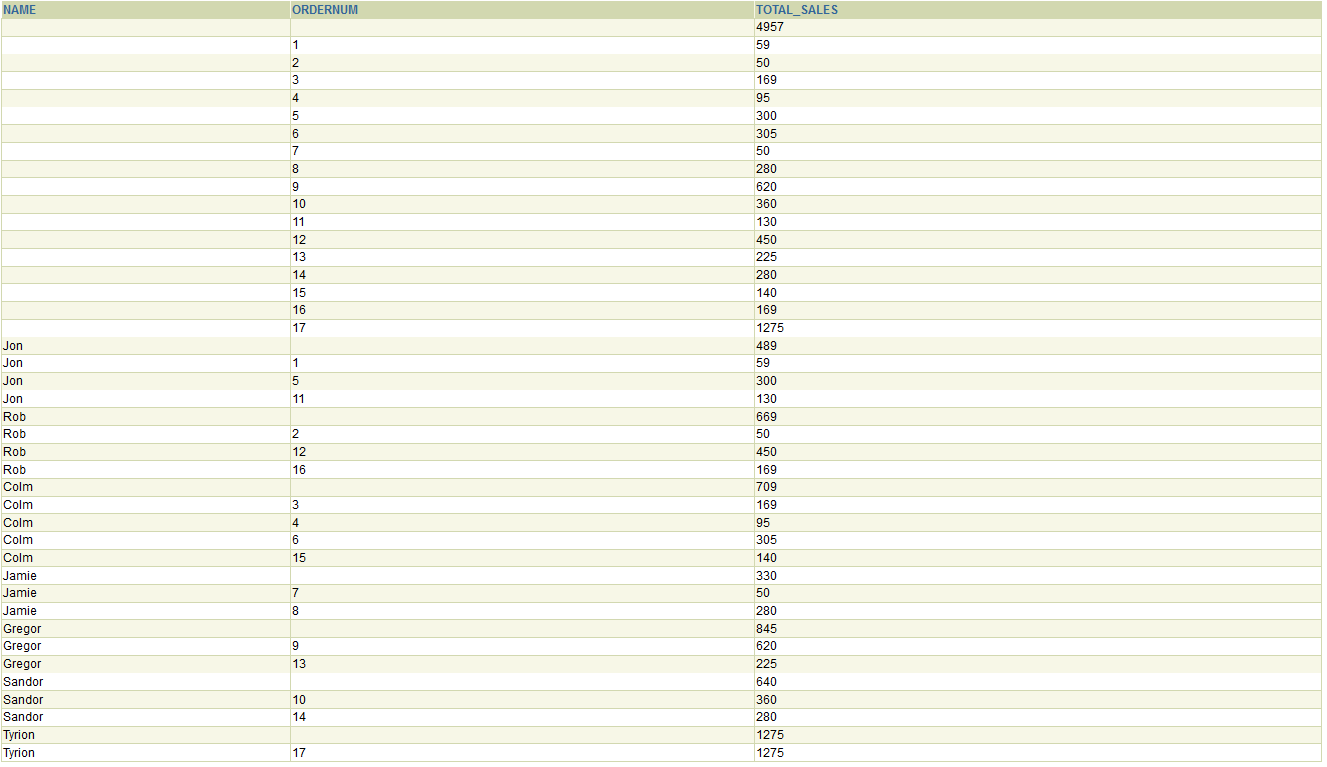 NAME ORDERNUM TOTAL_SALES
4957
1 59
2 50
3 169
4 95
5 300
6 305
7 50
8 280
9 620
10 360
11 130
12 450
13 225
14 280
15 140
16 169
17 1275
Jon 489
Jon 1 59
Jon 5 300
Jon 11 130
Rob 669
Rob 2 50
Rob 12 450
Rob 16 169
Colm 709
Colm 3 169
Colm 4 95
Colm 6 305
Colm 15 140
Jamie 330
Jamie 7 50
Jamie 8 280
Gregor 845
Gregor 9 620
Gregor 13 225
Sandor 640
Sandor 10 360
Sandor 14 280
Tyrion 1275
Tyrion 17 1275